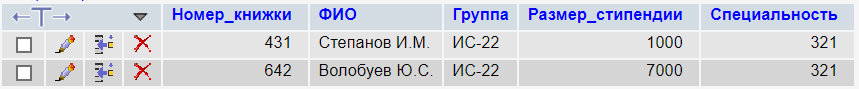 Номер_книжки ФИО Группа Размер_стипендии Специальность
431 Степанов И.М. ИС-22 1000 321
642 Волобуев Ю.С. ИС-22 7000 321